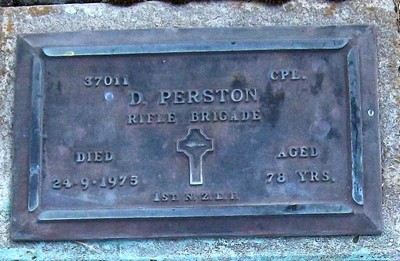 37011 CPL.
D. PERSTON
RIFLE BRIGADE
DIED AGED
24-9-1975 78 YRS.
1ST N.Z.E.F.